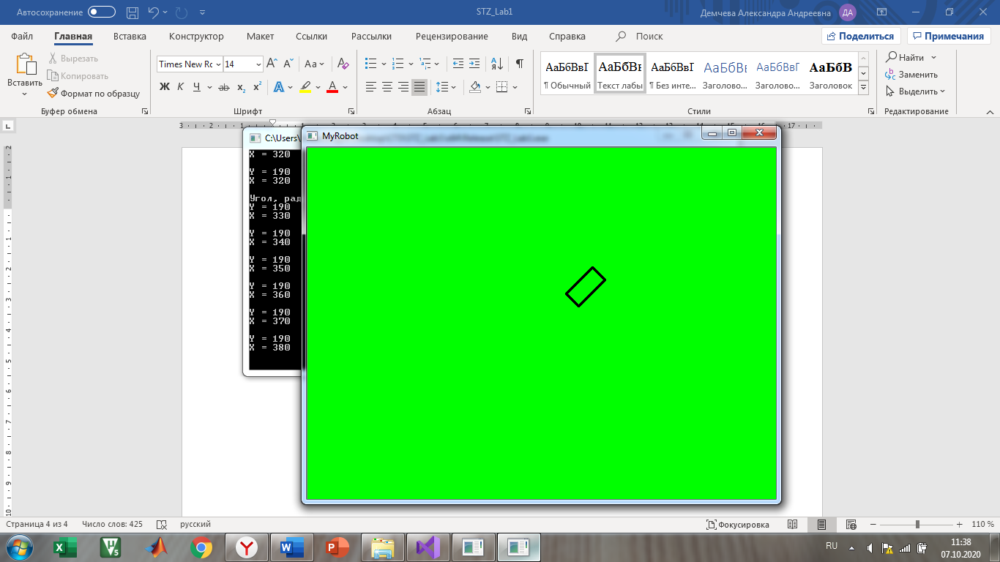 Автосохранение
STZ_Lab1
Демчева Александра Андреевна
ДА
Файл Главная Вставка Конструктор Макет Ссылки Рассылки Рецензирование Вид Справка Поиск
Поделиться Примечания
Вставить
Вырезать
Копировать
Формат по образцу
Буфер обмена
Times New Ro 14
Ж К Ч ab x₂ x²
Шрифт
Абзац
АаБбВвГ АаБбВв АаБбВвГ АаБбВв АаБбВвГ АаБбВ
¶ Обычный Текст лабы ¶ Без инте... Заголово... Заголово... Заголовок
Стили
Найти
Заменить
Выделить
Редактирование
C:\Users\
MyRobot
X = 320
Y = 190
X = 320
Угол, рад
Y = 190
X = 330
Y = 190
X = 340
Y = 190
X = 350
Y = 190
X = 360
Y = 190
X = 370
Y = 190
X = 380
Страница 4 из 4 Число слов: 425 русский
Фокусировка
110 %
RU
11:38
07.10.2020